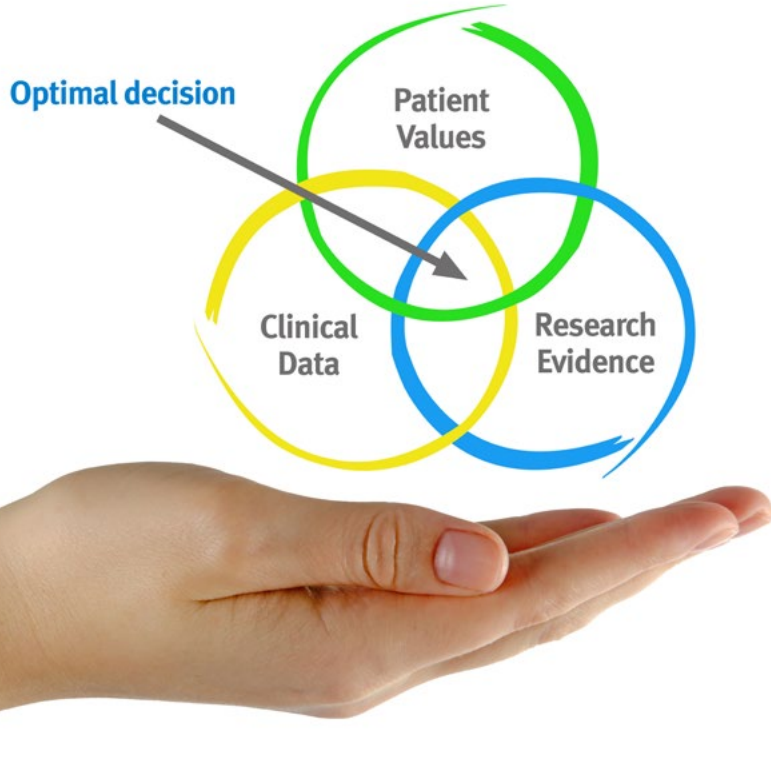 Optimal decision
Patient
Values
Clinical
Data
Research
Evidence